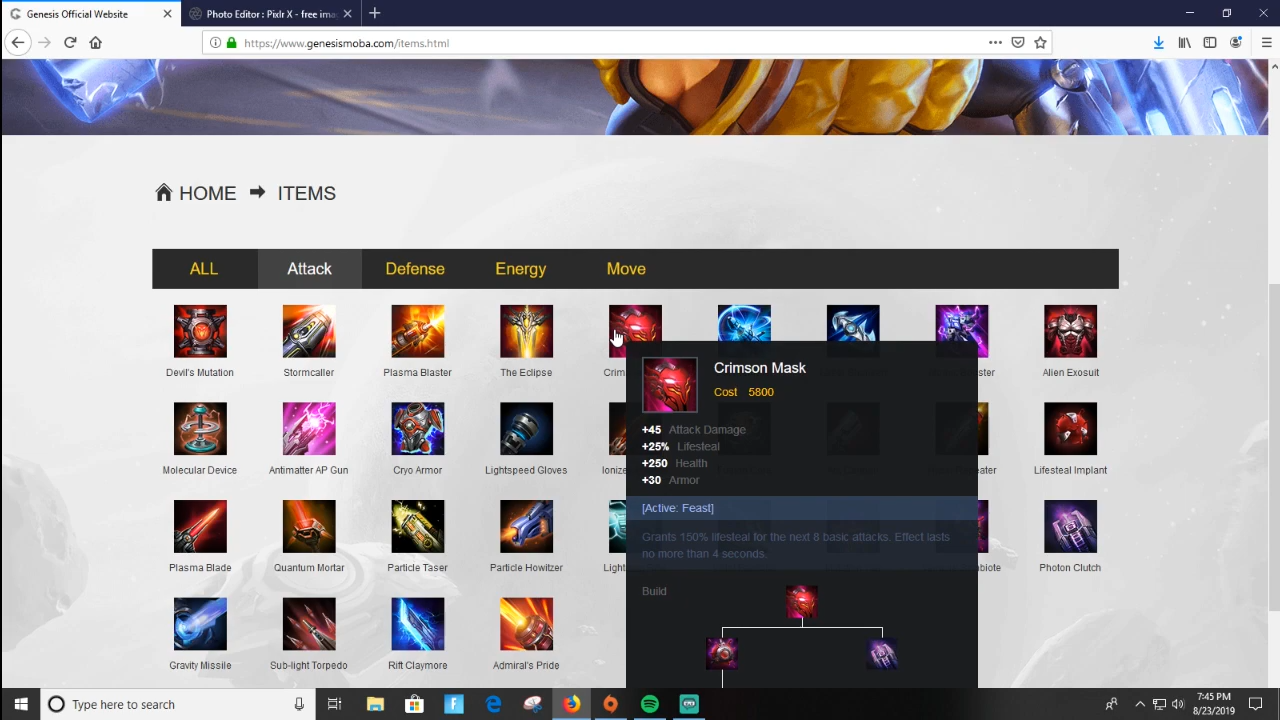 Genesis Official Website
Photo Editor : Pixlr X - free ima
https://www.genesismoba.com/items.html
HOME ITEMS
ALL Attack Defense Energy Move
Devil's Mutation Stormcaller Plasma Blaster The Eclipse Crim Alien Exosuit
Crimson Mask
Cost 5800
+45 Attack Damage
+25% Lifesteal
+250 Health
+30 Armor
[Active: Feast]
Grants 150% lifesteal for the next 8 basic attacks. Effect lasts
no more than 4 seconds.
Build
Molecular Device Antimatter AP Gun Cryo Armor Lightspeed Gloves Ionize Lifesteal Implant
Plasma Blade Quantum Mortar Particle Taser Particle Howitzer Light Photon Clutch
Gravity Missile Sub-light Torpedo Rift Claymore Admiral's Pride
Type here to search
7:45 PM
8/23/2019